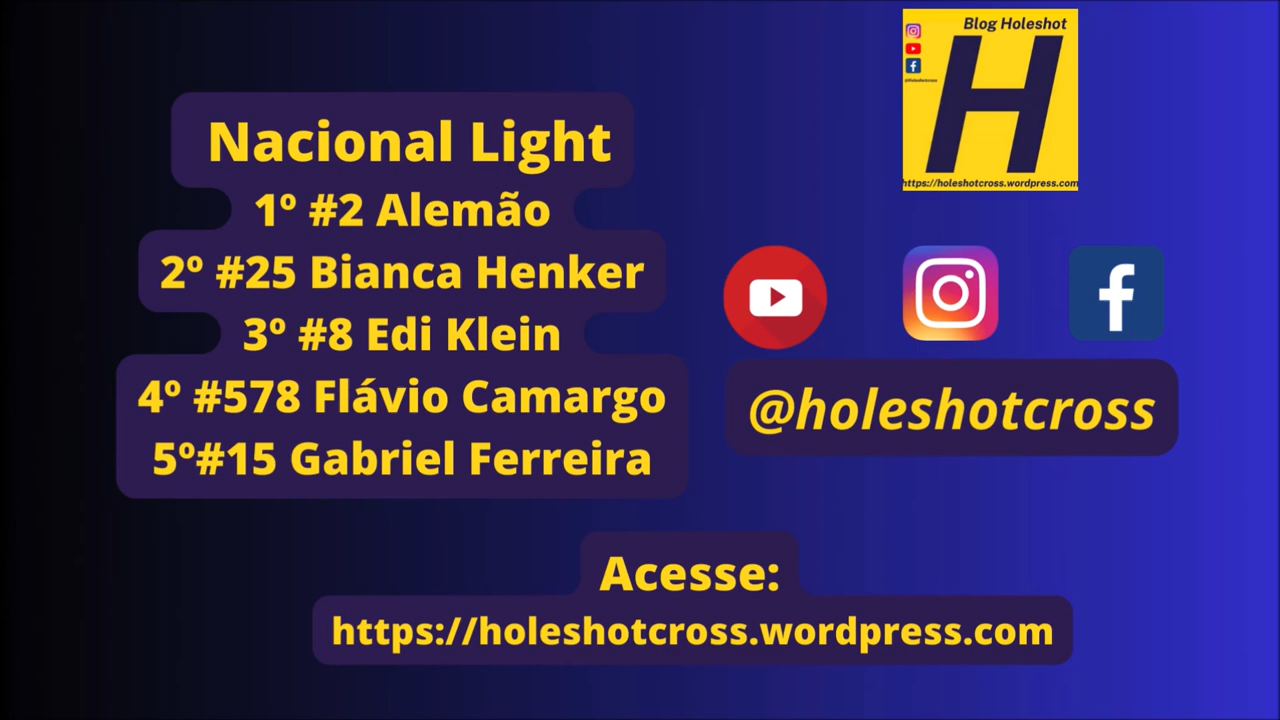 Blog Holeshot
H
@Holeshotcross
https://holeshotcross.wordpress.com
Nacional Light
1º #2 Alemão
2º #25 Bianca Henker
3º #8 Edi Klein
4º #578 Flávio Camargo
5º#15 Gabriel Ferreira
@holeshotcross
Acesse:
https://holeshotcross.wordpress.com